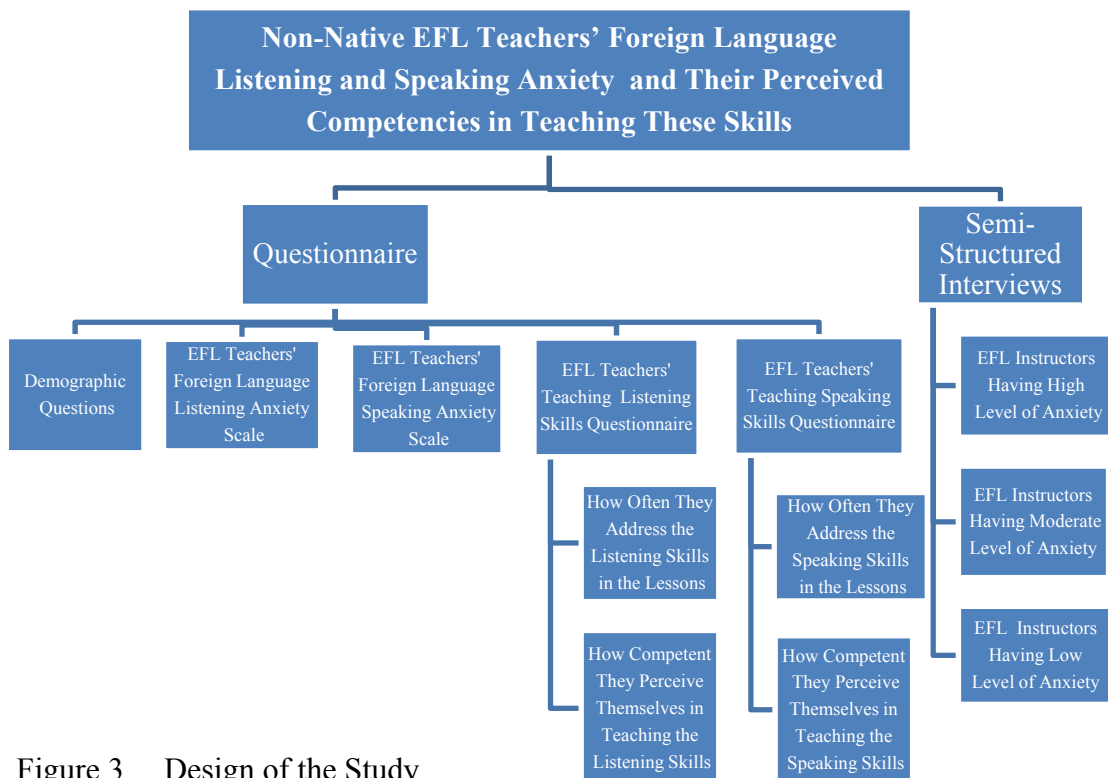 Non-Native EFL Teachers’ Foreign Language
Listening and Speaking Anxiety and Their Perceived
Competencies in Teaching These Skills
Questionnaire
Semi-
Structured
Interviews
Demographic
Questions
EFL Teachers'
Foreign Language
Listening Anxiety
Scale
EFL Teachers'
Foreign Language
Speaking Anxiety
Scale
EFL Teachers'
Teaching Listening
Skills Questionnaire
EFL Teachers'
Teaching Speaking
Skills Questionnaire
How Often They
Address the
Listening Skills
in the Lessons
How Competent
They Perceive
Themselves in
Teaching the
Listening Skills
How Often They
Address the
Speaking Skills
in the Lessons
How Competent
They Perceive
Themselves in
Teaching the
Speaking Skills
EFL Instructors
Having High
Level of Anxiety
EFL Instructors
Having Moderate
Level of Anxiety
EFL Instructors
Having Low
Level of Anxiety
Figure 3 Design of the Study